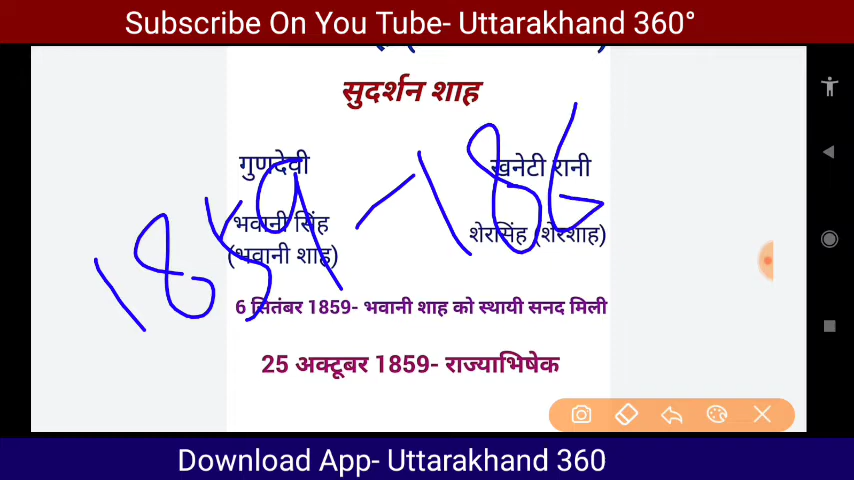 Subscribe On You Tube- Uttarakhand 360°
सुदर्शन शाह
गुणदेवी
खनेटी रानी
भवानी सिंह
(भवानी शाह)
शेरसिंह (शेरशाह)
1859 - 186
6 सितंबर 1859- भवानी शाह को स्थायी सनद मिली
25 अक्टूबर 1859- राज्याभिषेक
Download App- Uttarakhand 360